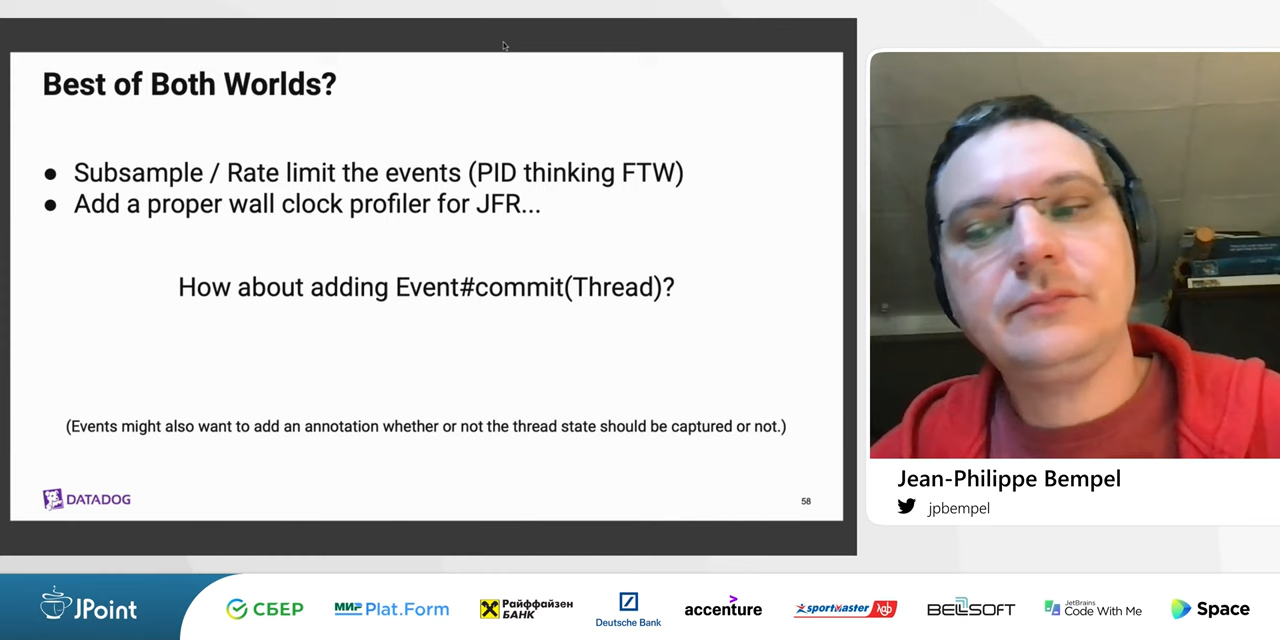 Best of Both Worlds?
● Subsample / Rate limit the events (PID thinking FTW)
● Add a proper wall clock profiler for JFR...
How about adding Event#commit(Thread)?
(Events might also want to add an annotation whether or not the thread state should be captured or not.)
DATADOG
58
Jean-Philippe Bempel
jpbempel
JPoint
СБЕР
МИР Plat.Form
Райффайзен
БАНК
Deutsche Bank
accenture
sportmaster lab
BELLSOFT
JetBrains
Code With Me
Space